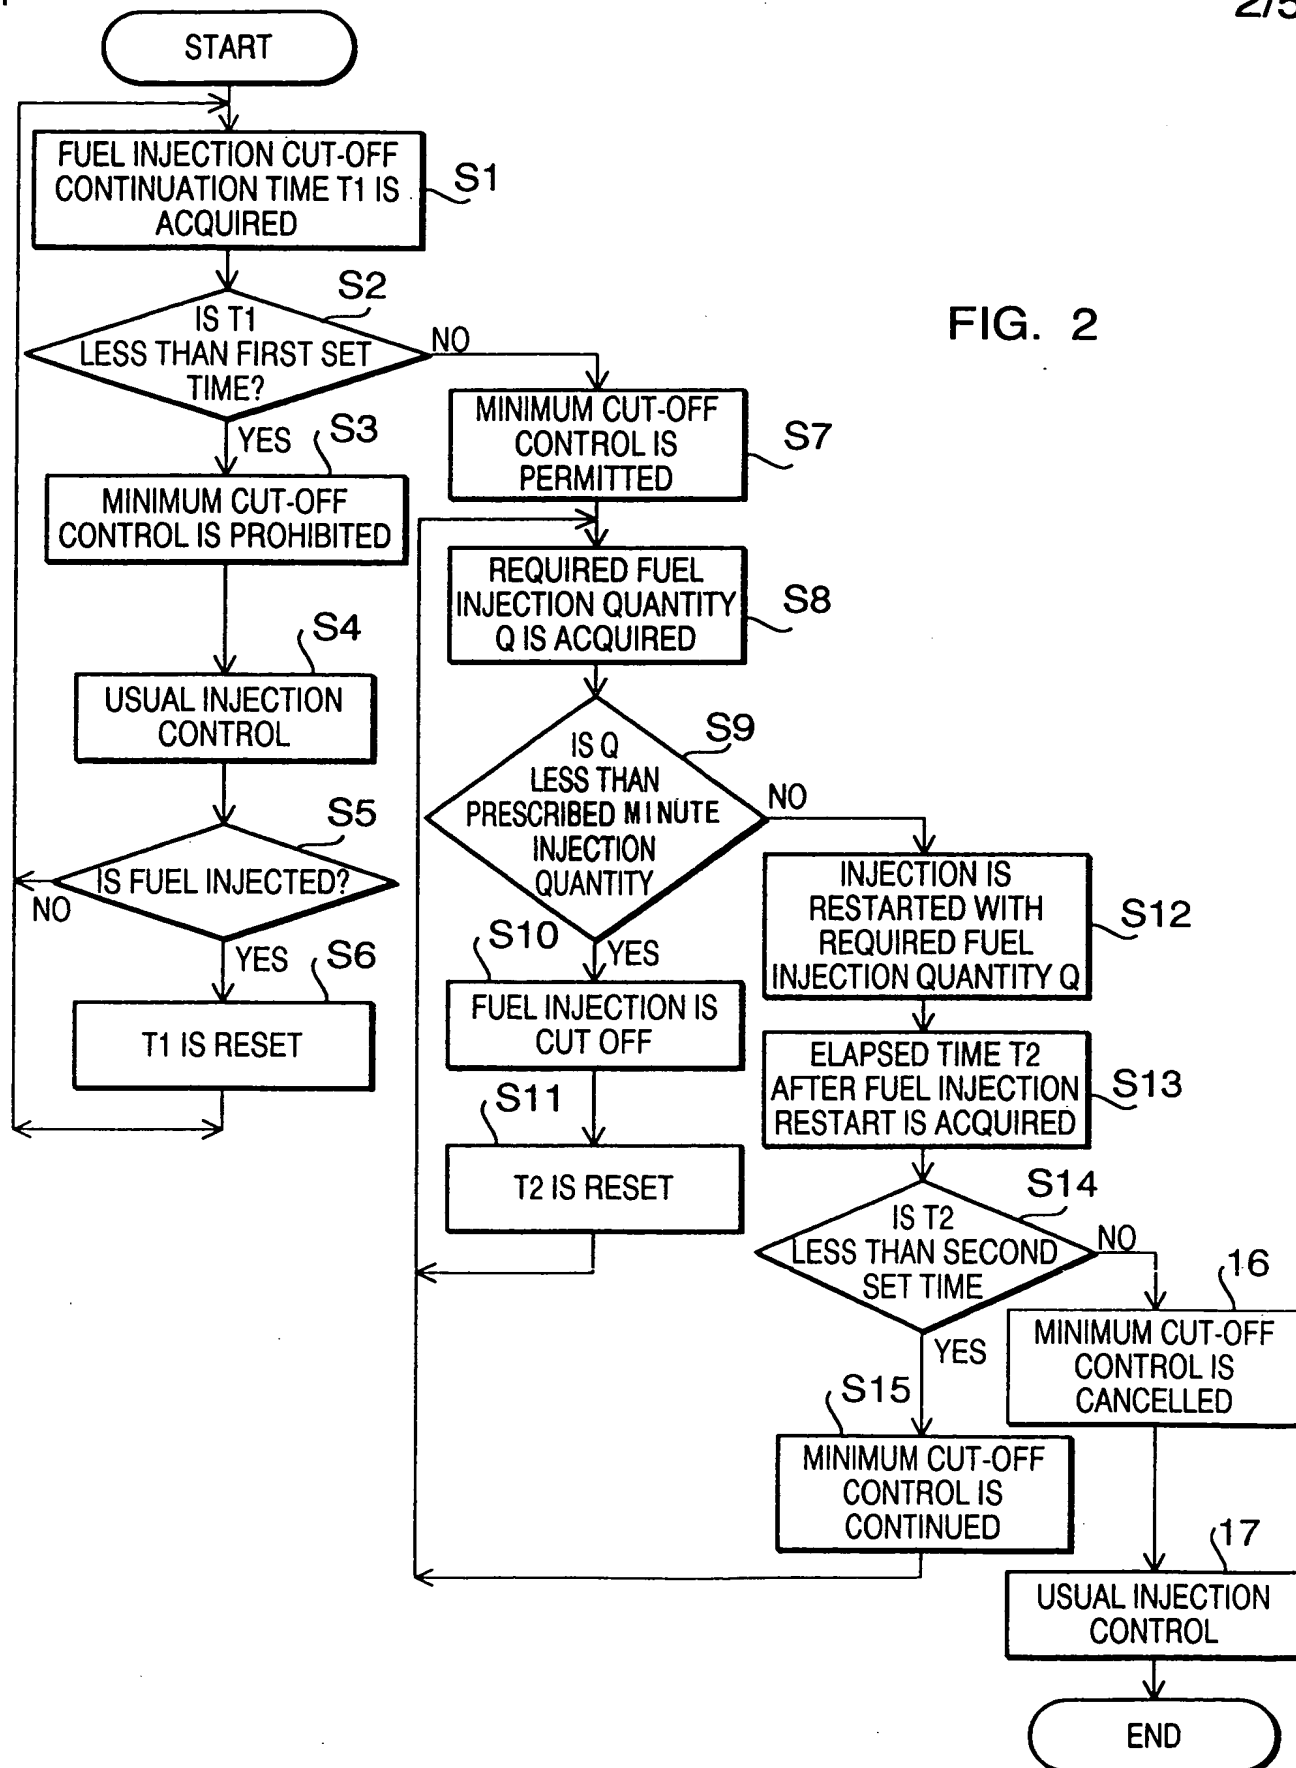 2/5
START
FUEL INJECTION CUT-OFF
CONTINUATION TIME T1 IS
ACQUIRED
S1
S2
IS T1
LESS THAN FIRST SET
TIME?
NO
YES
FIG. 2
S3
MINIMUM CUT-OFF
CONTROL IS PROHIBITED
S4
USUAL INJECTION
CONTROL
S5
IS FUEL INJECTED?
NO
YES
S6
T1 IS RESET
MINIMUM CUT-OFF
CONTROL IS
PERMITTED
S7
REQUIRED FUEL
INJECTION QUANTITY
Q IS ACQUIRED
S8
S9
IS Q
LESS THAN
PRESCRIBED MINUTE
INJECTION
QUANTITY
NO
YES
S10
FUEL INJECTION IS
CUT OFF
S11
T2 IS RESET
INJECTION IS
RESTARTED WITH
REQUIRED FUEL
INJECTION QUANTITY Q
S12
ELAPSED TIME T2
AFTER FUEL INJECTION
RESTART IS ACQUIRED
S13
S14
IS T2
LESS THAN SECOND
SET TIME
NO
YES
S15
MINIMUM CUT-OFF
CONTROL IS
CONTINUED
16
MINIMUM CUT-OFF
CONTROL IS
CANCELLED
17
USUAL INJECTION
CONTROL
END